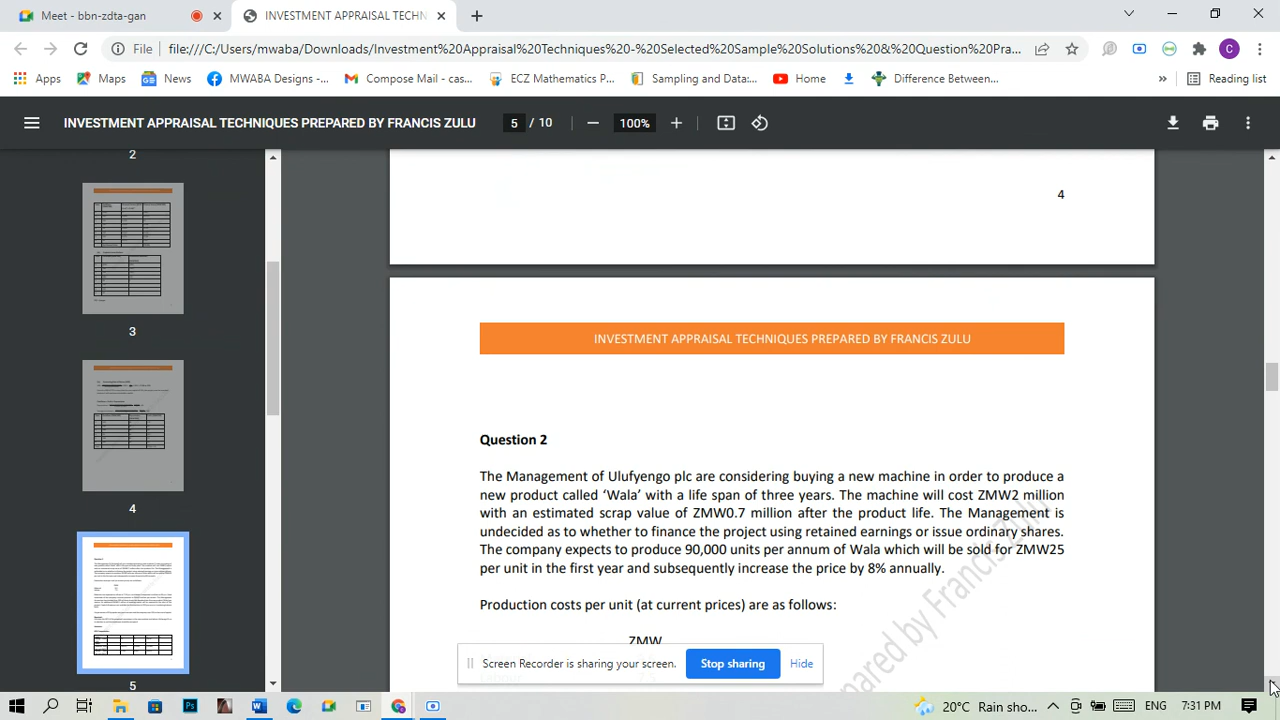 Meet - bbn-zdta-gan
INVESTMENT APPRAISAL TECHN
File
file:///C:/Users/mwaba/Downloads/Investment%20Appraisal%20Techniques%20-%20Selected%20Sample%20Solutions%20&%20Question%20Pra...
C
Apps
Maps
News
MWABA Designs -...
Compose Mail - kas...
ECZ Mathematics P...
Sampling and Data:...
Home
Difference Between...
»
Reading list
INVESTMENT APPRAISAL TECHNIQUES PREPARED BY FRANCIS ZULU
5 / 10
100%
2
3
4
5
4
INVESTMENT APPRAISAL TECHNIQUES PREPARED BY FRANCIS ZULU
Question 2
The Management of Ulufyengo plc are considering buying a new machine in order to produce a
new product called ‘Wala’ with a life span of three years. The machine will cost ZMW2 million
with an estimated scrap value of ZMW0.7 million after the product life. The Management is
undecided as to whether to finance the project using retained earnings or issue ordinary shares.
The company expects to produce 90,000 units per annum of Wala which will be sold for ZMW25
per unit in the first year and subsequently increase the price by 8% annually.
Production costs per unit (at current prices) are as follows:
ZMW
epared by Francis Zulu
Screen Recorder is sharing your screen.
Stop sharing
Hide
20°C Rain sho...
ENG
7:31 PM